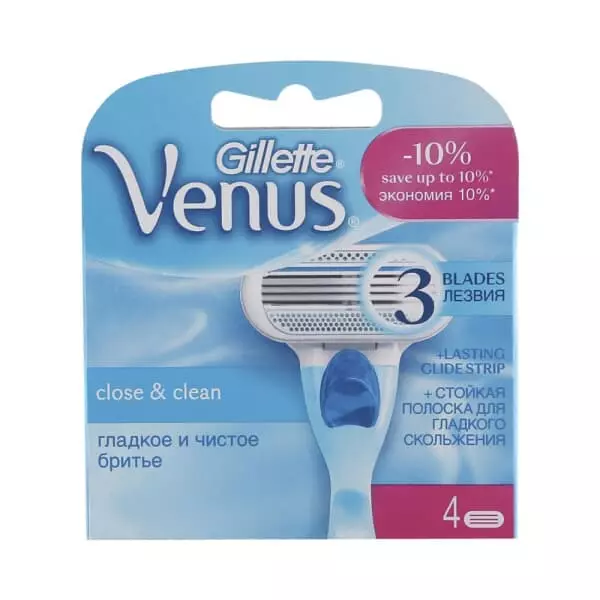 Gillette®
Venus®
-10%
save up to 10%*
экономия 10%*
3
BLADES
ЛЕЗВИЯ
+LASTING
GLIDE STRIP
+ СТОЙКАЯ
ПОЛОСКА ДЛЯ
ГЛАДКОГО
СКОЛЬЖЕНИЯ
close & clean
гладкое и чистое
бритье
4